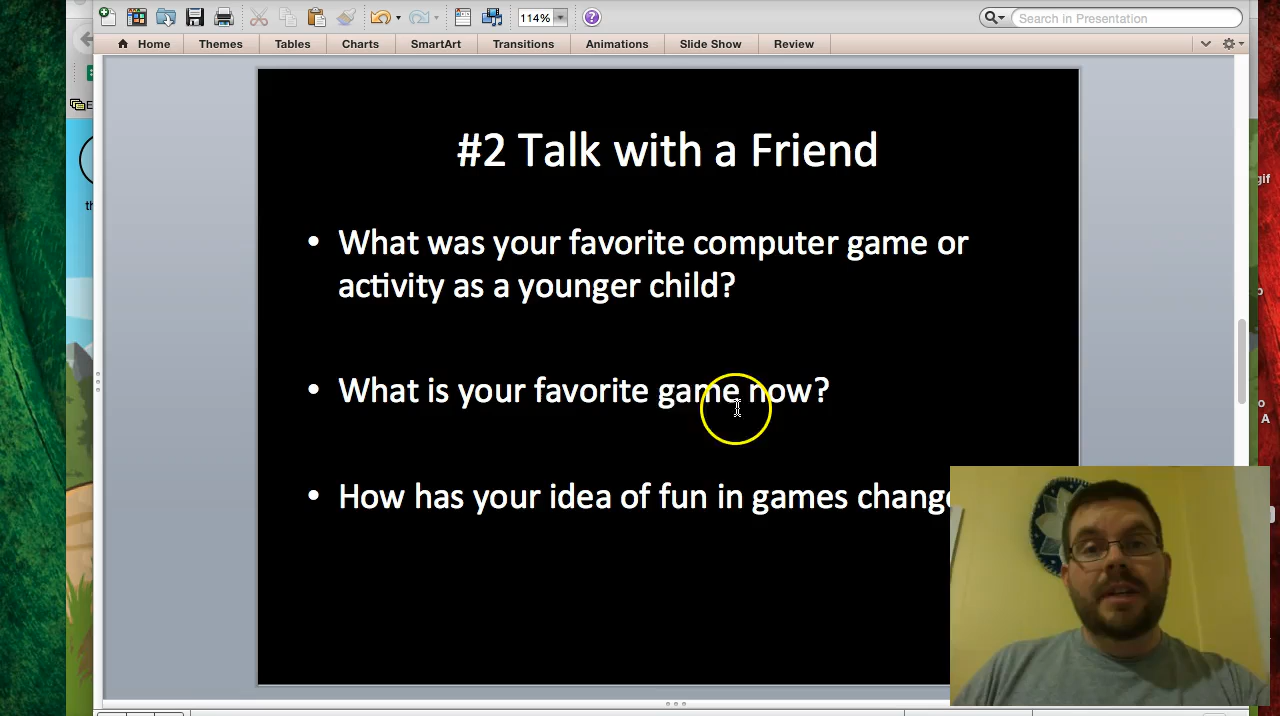 114%
Search in Presentation
Home Themes Tables Charts SmartArt Transitions Animations Slide Show Review
E
gif
th
#2 Talk with a Friend
• What was your favorite computer game or
activity as a younger child?
• What is your favorite game now?
• How has your idea of fun in games change
o
o
A